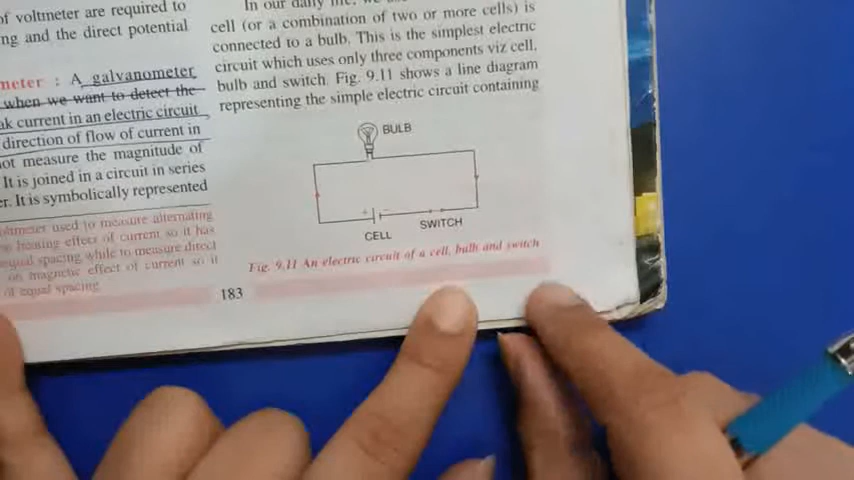 of voltmeter are required to
ng and the direct potential
meter : A galvanometer
when we want to detect the
ak current in an electric circuit
direction of flow of current in
not measure the magnitude of
It is joined in a circuit in series
er. It is symbolically represented
oltmeter used to measure alternating
heating effect of current so it has
equal spacing while to measure direct
on magnetic effect of current so it
of equal spacing.
183
In our daily
cell (or a combination of two or more cells) is
connected to a bulb. This is the simplest electric
circuit which uses only three components viz cell,
bulb and switch. Fig. 9.11 shows a line diagram
representing the simple electric circuit containing
BULB
+ −
CELL
SWITCH
Fig. 9.11 An electric circuit of a cell, bulb and switch